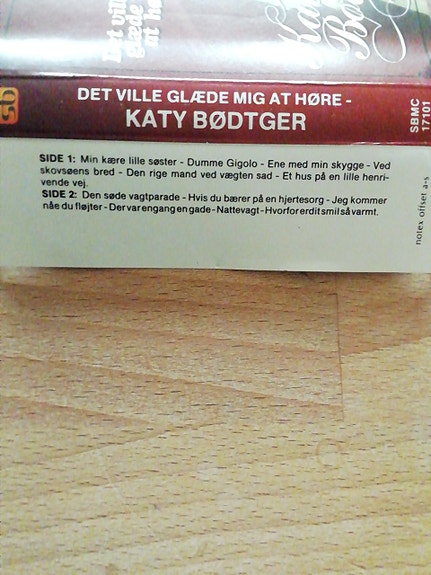 DET VILLE GLÆDE MIG AT HØRE -
KATY BØDTGER
SBMC
17101
SIDE 1: Min kære lille søster - Dumme Gigolo - Ene med min skygge - Ved
skovsøens bred - Den rige mand ved vægten sad - Et hus på en lille henri-
vende vej.
SIDE 2: Den søde vagtparade - Hvis du bærer på en hjertesorg - Jeg kommer
når du fløjter - Der var engang en gade - Nattevagt - Hvorfor er dit smil så varmt.
notex offset a-s